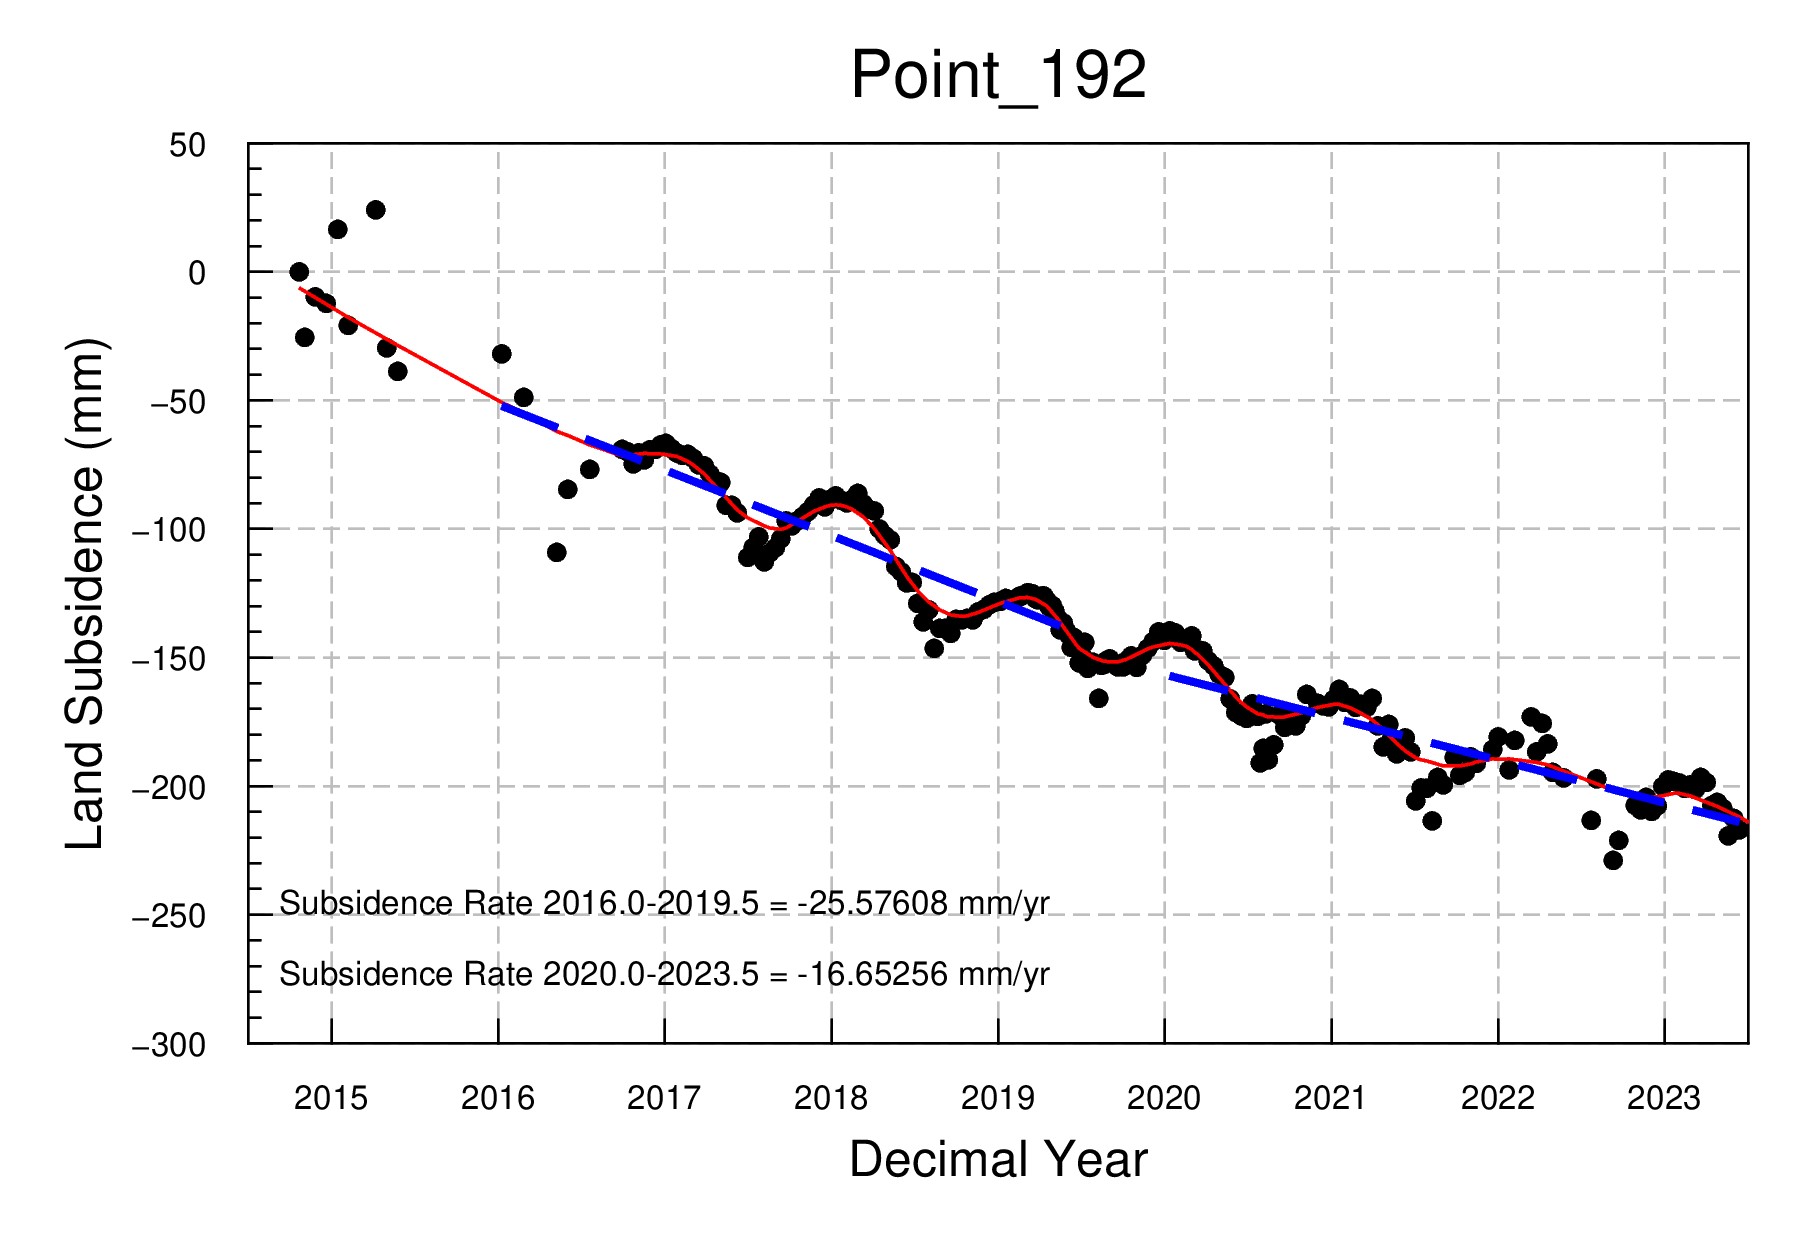 Point_192
50
0
−50
−100
−150
−200
−250
−300
Land Subsidence (mm)
Subsidence Rate 2016.0-2019.5 = -25.57608 mm/yr
Subsidence Rate 2020.0-2023.5 = -16.65256 mm/yr
2015 2016 2017 2018 2019 2020 2021 2022 2023
Decimal Year